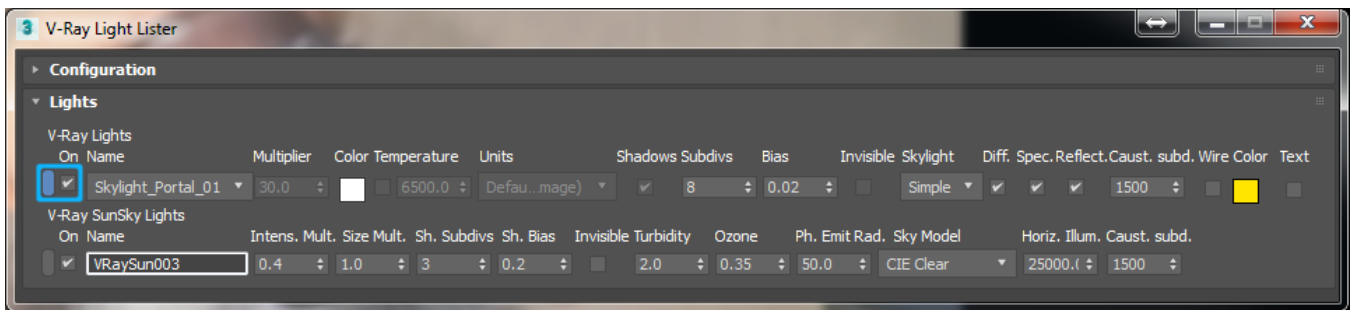 3 V-Ray Light Lister
Configuration
Lights
V-Ray Lights
On Name Multiplier Color Temperature Units Shadows Subdivs Bias Invisible Skylight Diff. Spec. Reflect. Caust. subd. Wire Color Text
Skylight_Portal_01 30.0 6500.0 Defau...mage) 8 0.02 Simple 1500
V-Ray SunSky Lights
On Name Intens. Mult. Size Mult. Sh. Subdivs Sh. Bias Invisible Turbidity Ozone Ph. Emit Rad. Sky Model Horiz. Illum. Caust. subd.
VRaySun003 0.4 1.0 3 0.2 2.0 0.35 50.0 CIE Clear 25000.( 1500